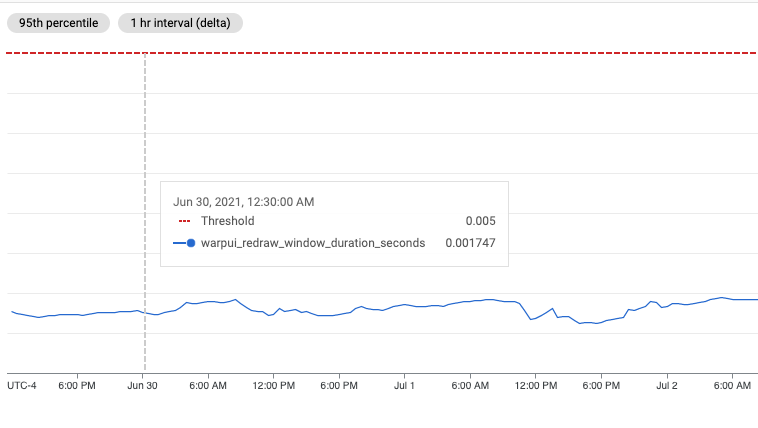 95th percentile 1 hr interval (delta)
Jun 30, 2021, 12:30:00 AM
Threshold 0.005
warpui_redraw_window_duration_seconds 0.001747
UTC-4 6:00 PM Jun 30 6:00 AM 12:00 PM 6:00 PM Jul 1 6:00 AM 12:00 PM 6:00 PM Jul 2 6:00 AM